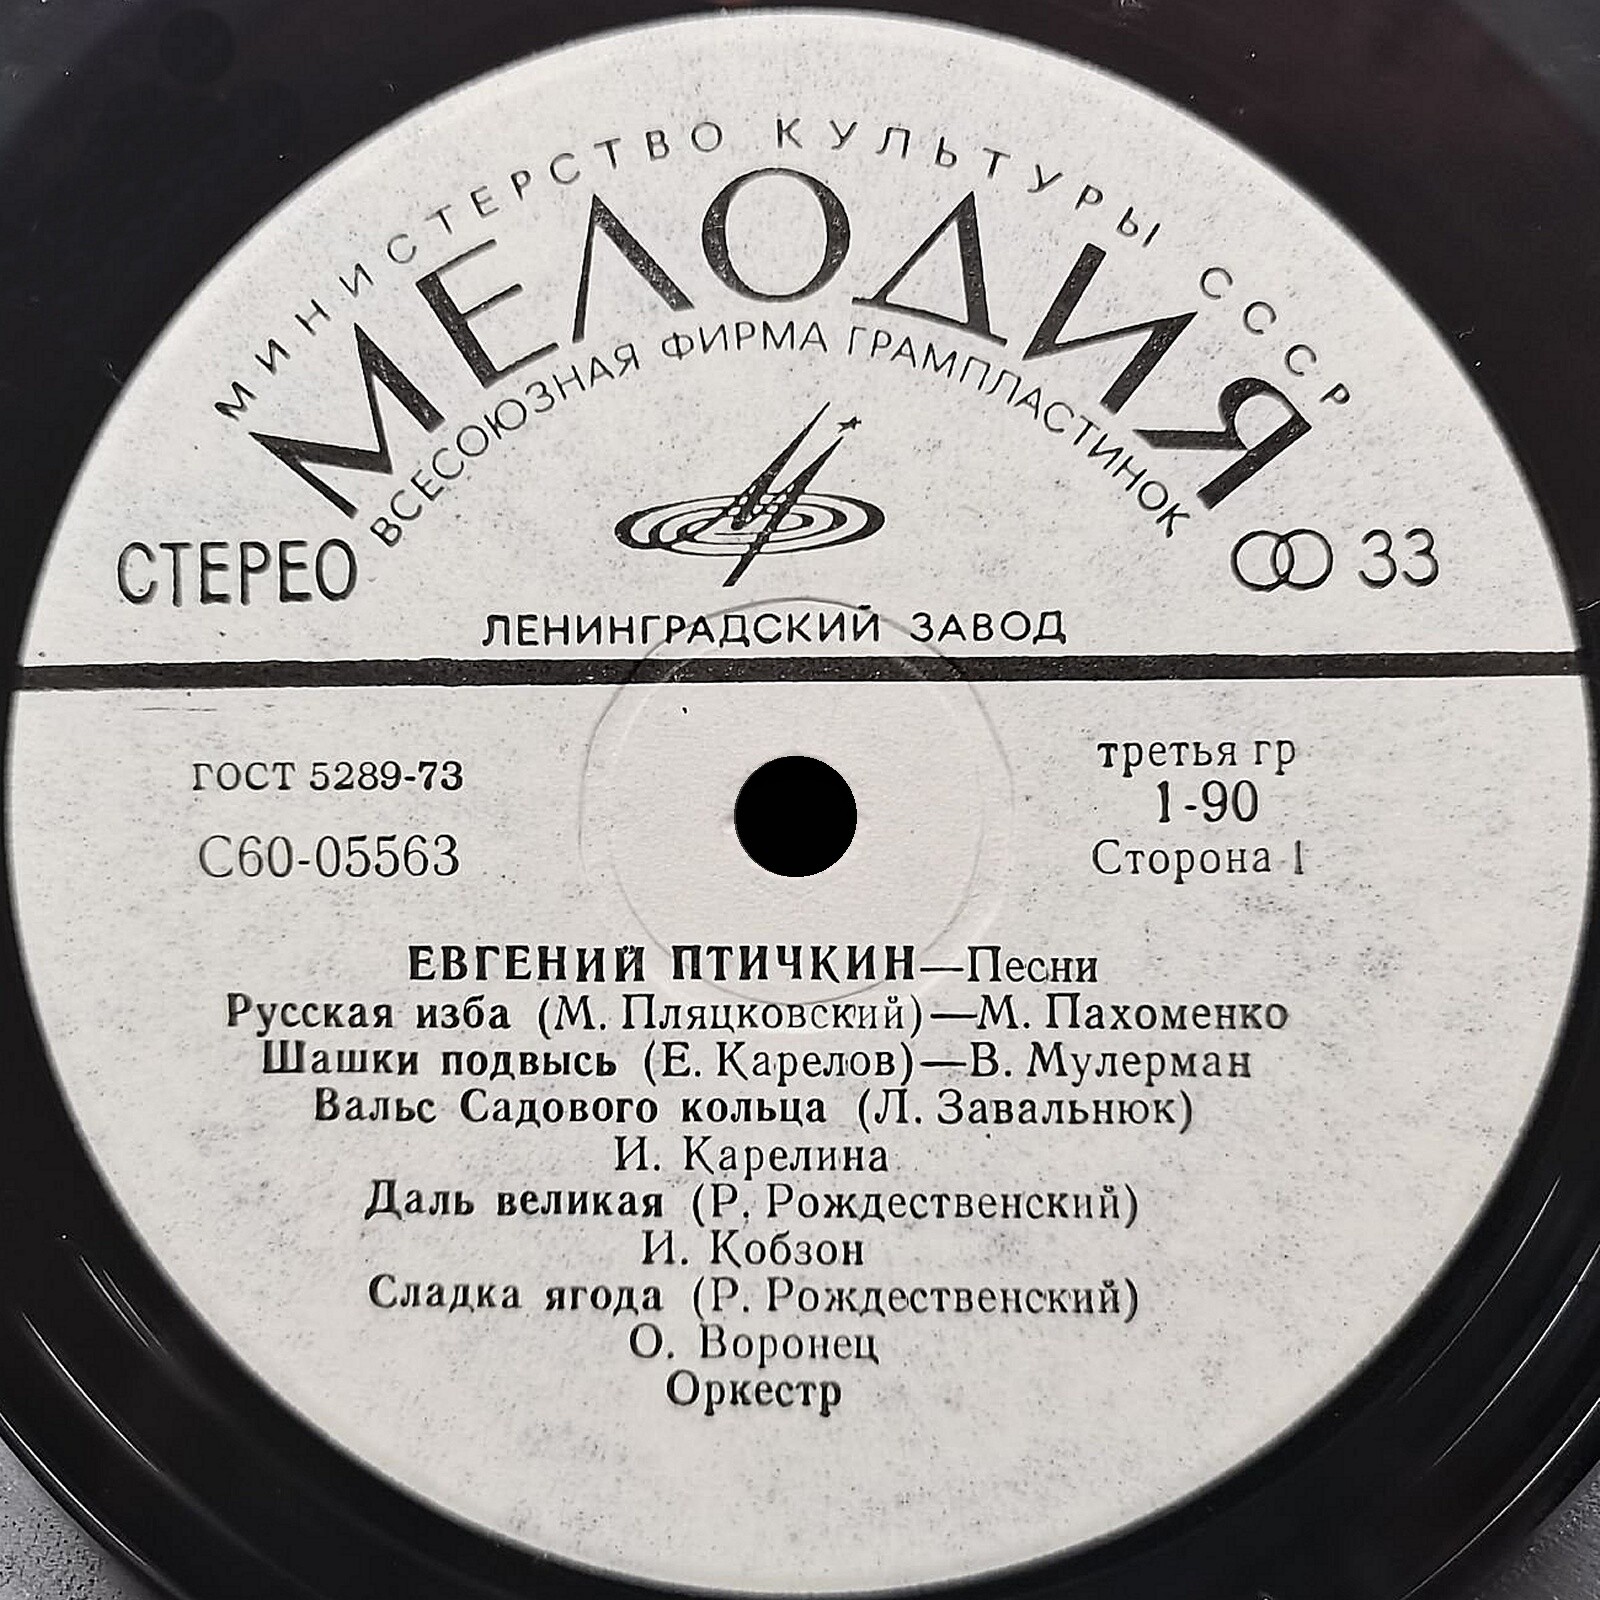 МИНИСТЕРСТВО КУЛЬТУРЫ СССР
МЕЛОДИЯ
ВСЕСОЮЗНАЯ ФИРМА ГРАМПЛАСТИНОК
СТЕРЕО
33
ЛЕНИНГРАДСКИЙ ЗАВОД
ГОСТ 5289-73
третья гр
1-90
С60-05563
Сторона 1
ЕВГЕНИЙ ПТИЧКИН—Песни
Русская изба (М. Пляцковский)—М. Пахоменко
Шашки подвысь (Е. Карелов)—В. Мулерман
Вальс Садового кольца (Л. Завальнюк)
И. Карелина
Даль великая (Р. Рождественский)
И. Кобзон
Сладка ягода (Р. Рождественский)
О. Воронец
Оркестр